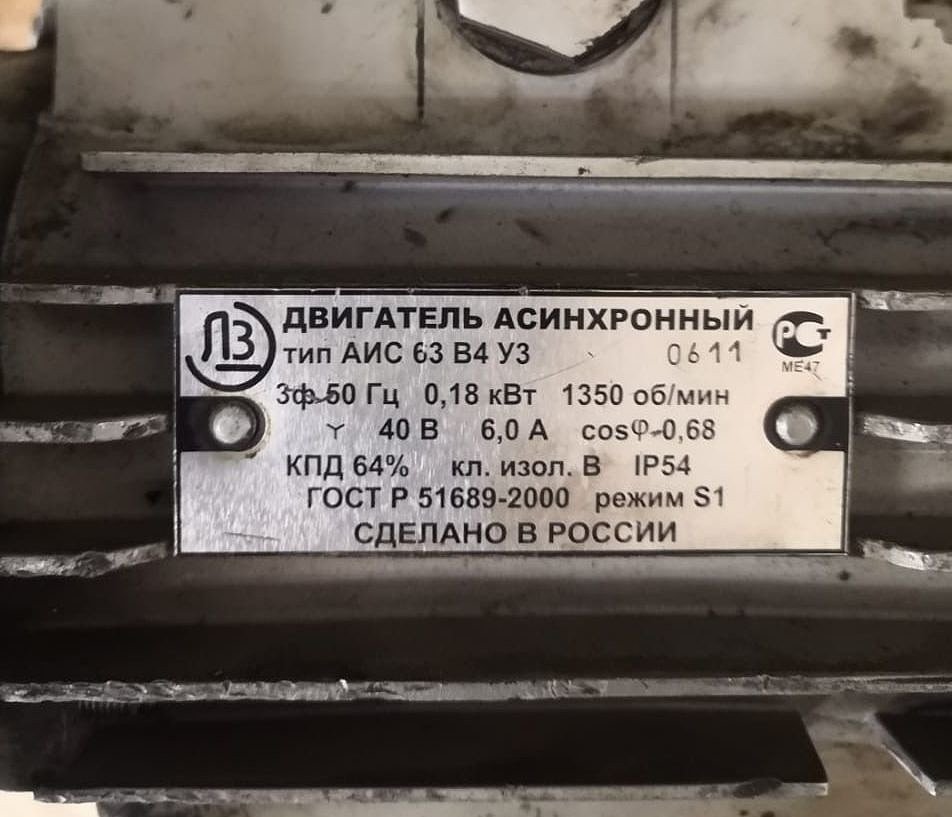 ЛЗ ДВИГАТЕЛЬ АСИНХРОННЫЙ
тип АИС 63 В4 У3 0611 РСт
МЕ47
3ф 50 Гц 0,18 кВт 1350 об/мин
Y 40 В 6,0 А cosφ-0,68
КПД 64% кл. изол. В IP54
ГОСТ Р 51689-2000 режим S1
СДЕЛАНО В РОССИИ